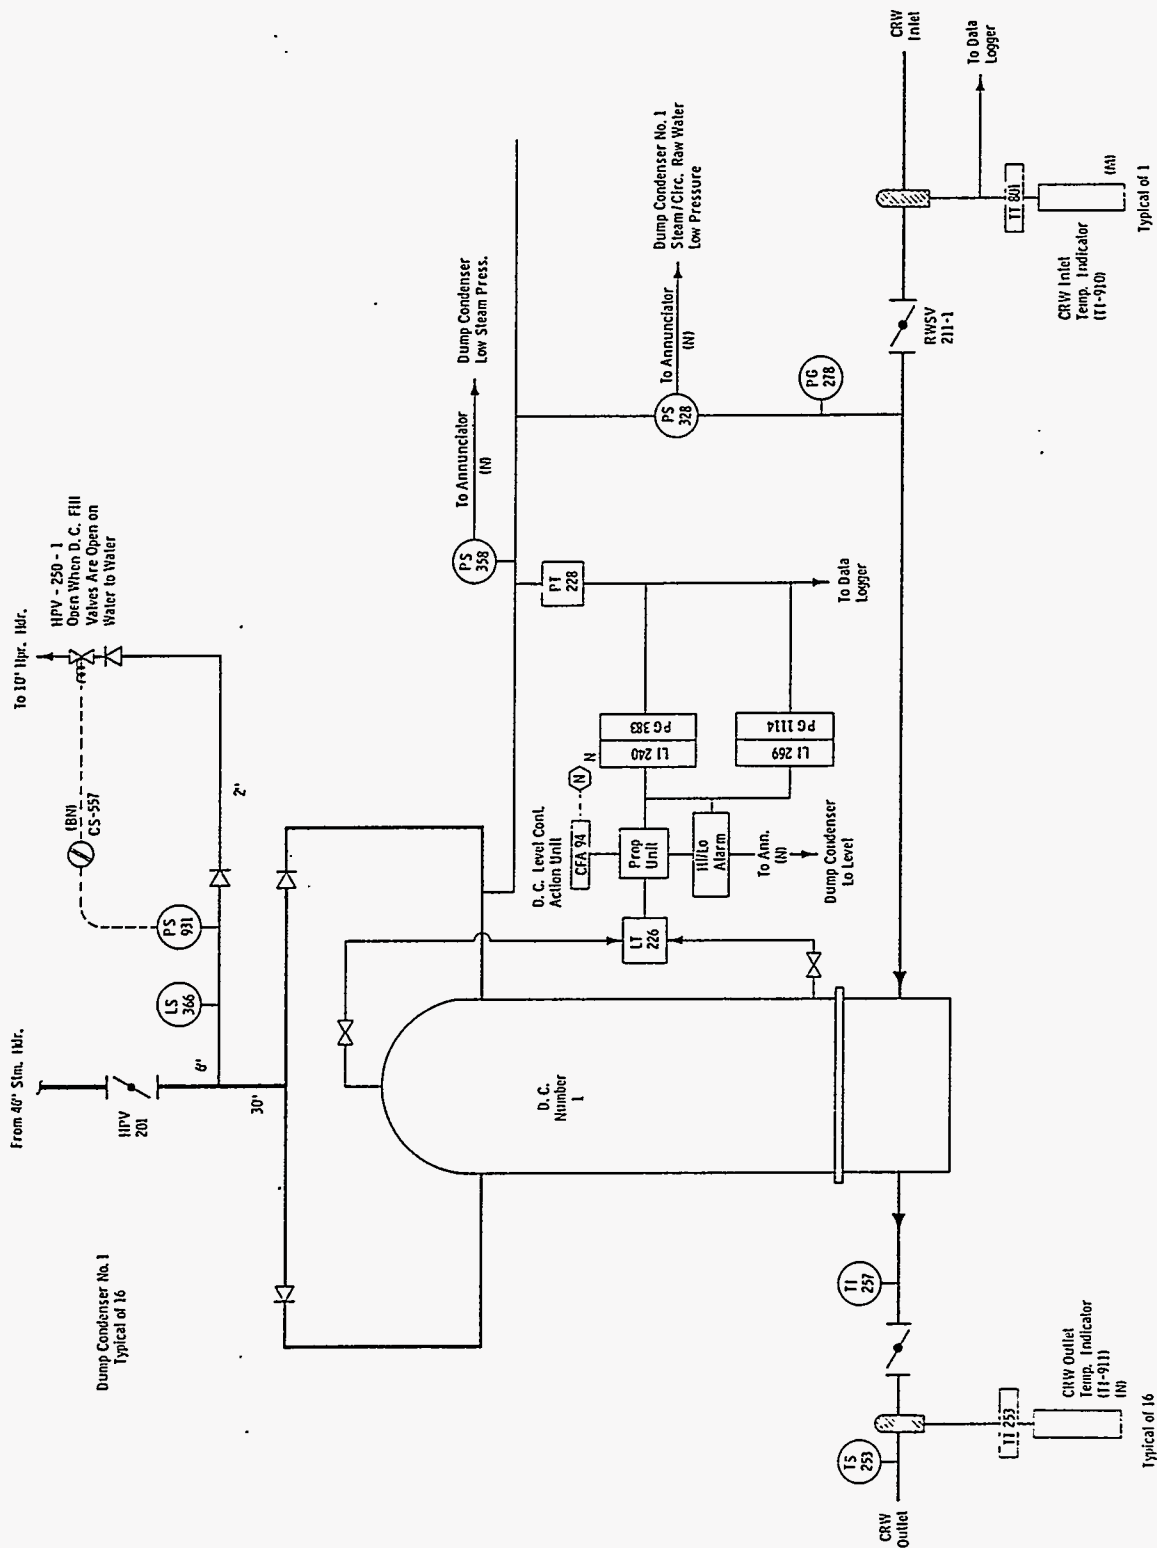 Dump Condenser No. 1
Typical of 16
From 40" Stm. Hdr.
HPV
201
6"
30"
LS
366
PS
931
(BN)
CS-557
2"
To 10" Hpr. Hdr.
HPV - 250 - 1
Open When D. C. Fill
Valves Are Open on
Water to Water
PS
358
To Annunciator
(N)
Dump Condenser
Low Steam Press.
PT
228
PS
328
To Annunciator
(N)
Dump Condenser No. 1
Steam/Circ. Raw Water
Low Pressure
PG
278
D. C.
Number
1
LT
226
D. C. Level Cont.
Action Unit
CFA 94
N
N
Prop
Unit
Hi/Lo
Alarm
To Ann.
(N)
Dump Condenser
Lo Level
LI 240
PG 383
LI 269
PG 1114
To Data
Logger
RWSV
211-1
CRW
Inlet
To Data
Logger
TT 801
(M)
CRW Inlet
Temp. Indicator
(TI-910)
Typical of 1
TI
257
TS
253
CRW
Outlet
TT 253
CRW Outlet
Temp. Indicator
(TI-911)
(N)
Typical of 16